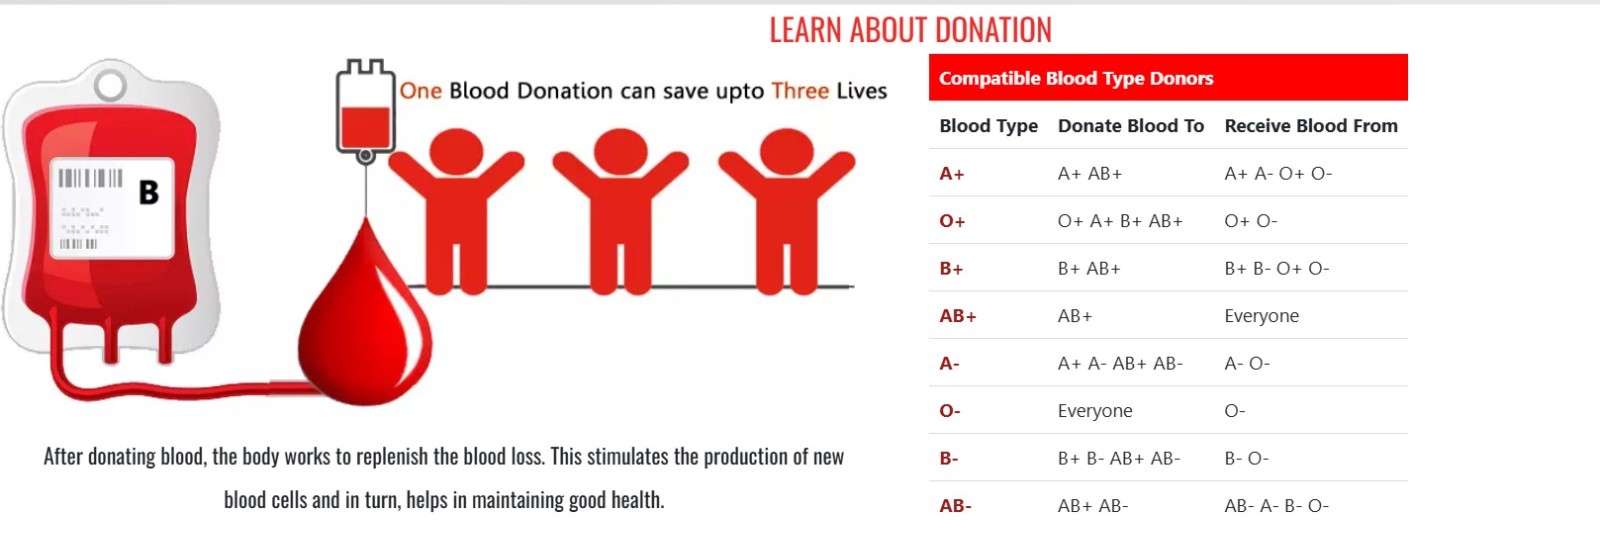 LEARN ABOUT DONATION
One Blood Donation can save upto Three Lives
B
After donating blood, the body works to replenish the blood loss. This stimulates the production of new
blood cells and in turn, helps in maintaining good health.
Compatible Blood Type Donors
Blood Type Donate Blood To Receive Blood From
A+ A+ AB+ A+ A- O+ O-
O+ O+ A+ B+ AB+ O+ O-
B+ B+ AB+ B+ B- O+ O-
AB+ AB+ Everyone
A- A+ A- AB+ AB- A- O-
O- Everyone O-
B- B+ B- AB+ AB- B- O-
AB- AB+ AB- AB- A- B- O-